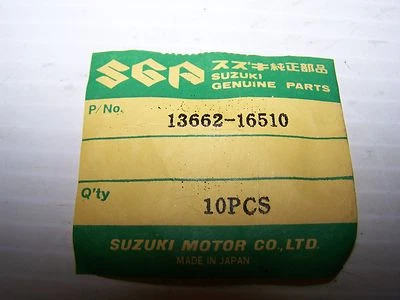 SGP スズキ純正部品
SUZUKI
GENUINE PARTS
P/No.
13662-16510
Q'ty
10PCS
SUZUKI MOTOR CO., LTD.
MADE IN JAPAN